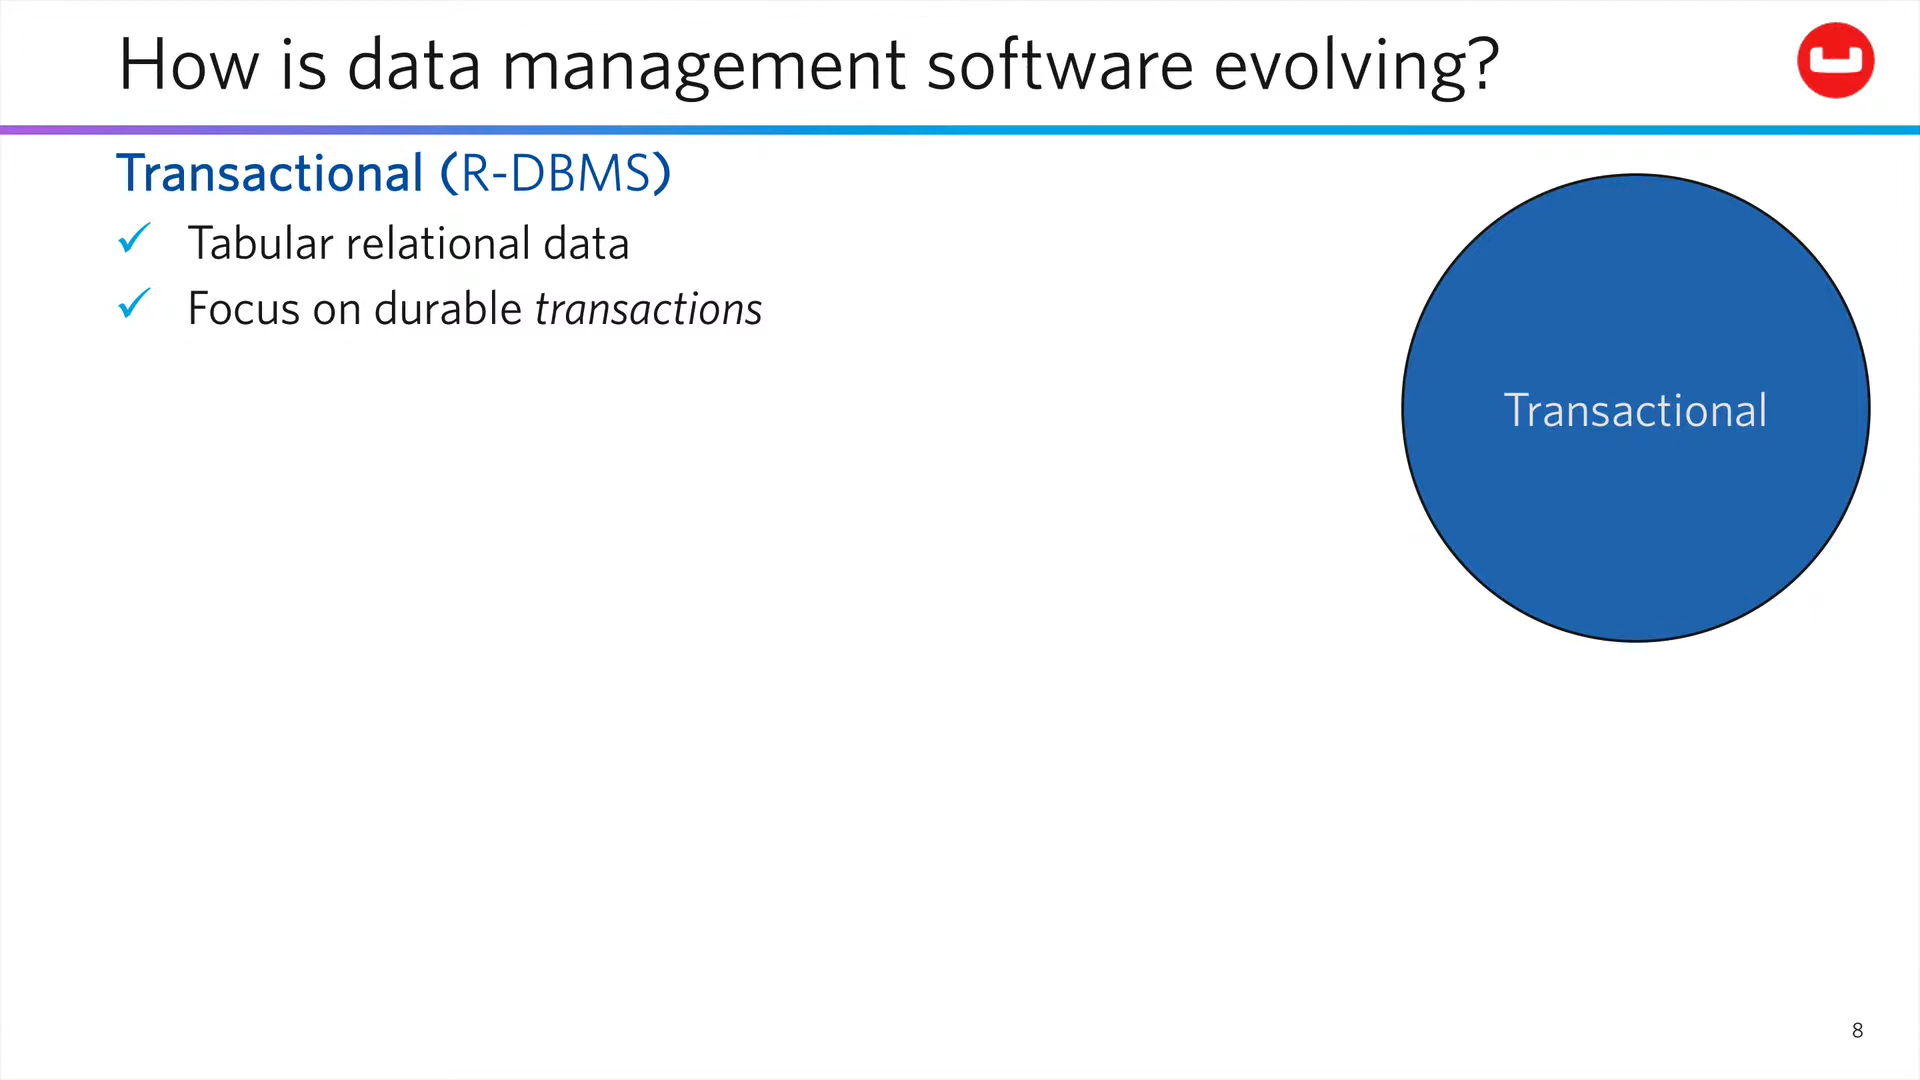 How is data management software evolving?
Transactional (R-DBMS)
✓ Tabular relational data
✓ Focus on durable transactions
Transactional
8